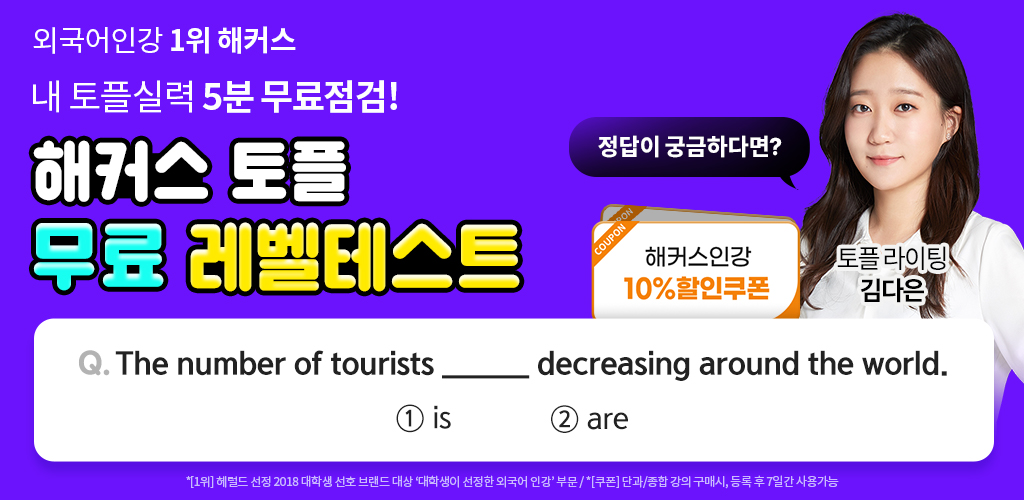 외국어인강 1위 해커스
내 토플실력 5분 무료점검!
해커스 토플
무료 레벨테스트
정답이 궁금하다면?
COUPON
COUPON
해커스인강
10%할인쿠폰
토플 라이팅
김다은
Q. The number of tourists ______ decreasing around the world.
① is ② are
*[1위] 헤럴드 선정 2018 대학생 선호 브랜드 대상 ‘대학생이 선정한 외국어 인강’ 부문 / *[쿠폰] 단과/종합 강의 구매시, 등록 후 7일간 사용가능